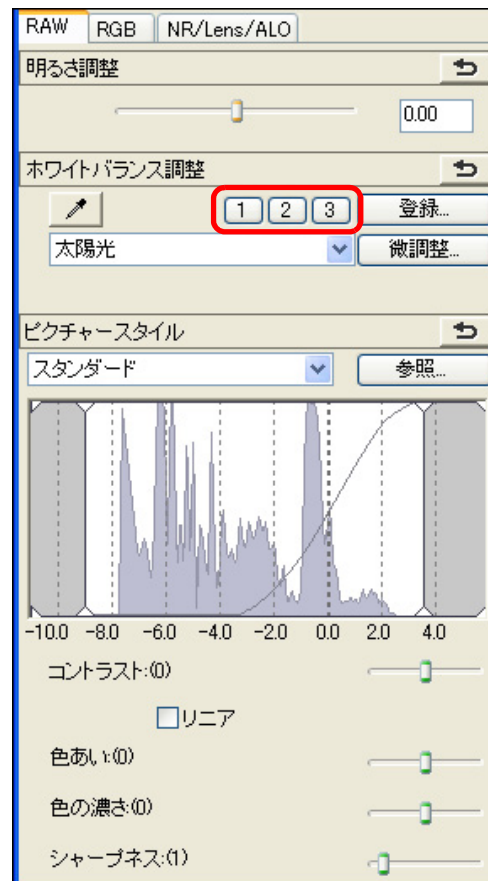 RAW RGB NR/Lens/ALO
明るさ調整
0.00
ホワイトバランス調整
1 2 3 登録...
太陽光 微調整...
ピクチャースタイル
スタンダード 参照...
-10.0 -8.0 -6.0 -4.0 -2.0 0.0 2.0 4.0
コントラスト:(0)
リニア
色あい:(0)
色の濃さ:(0)
シャープネス:(1)